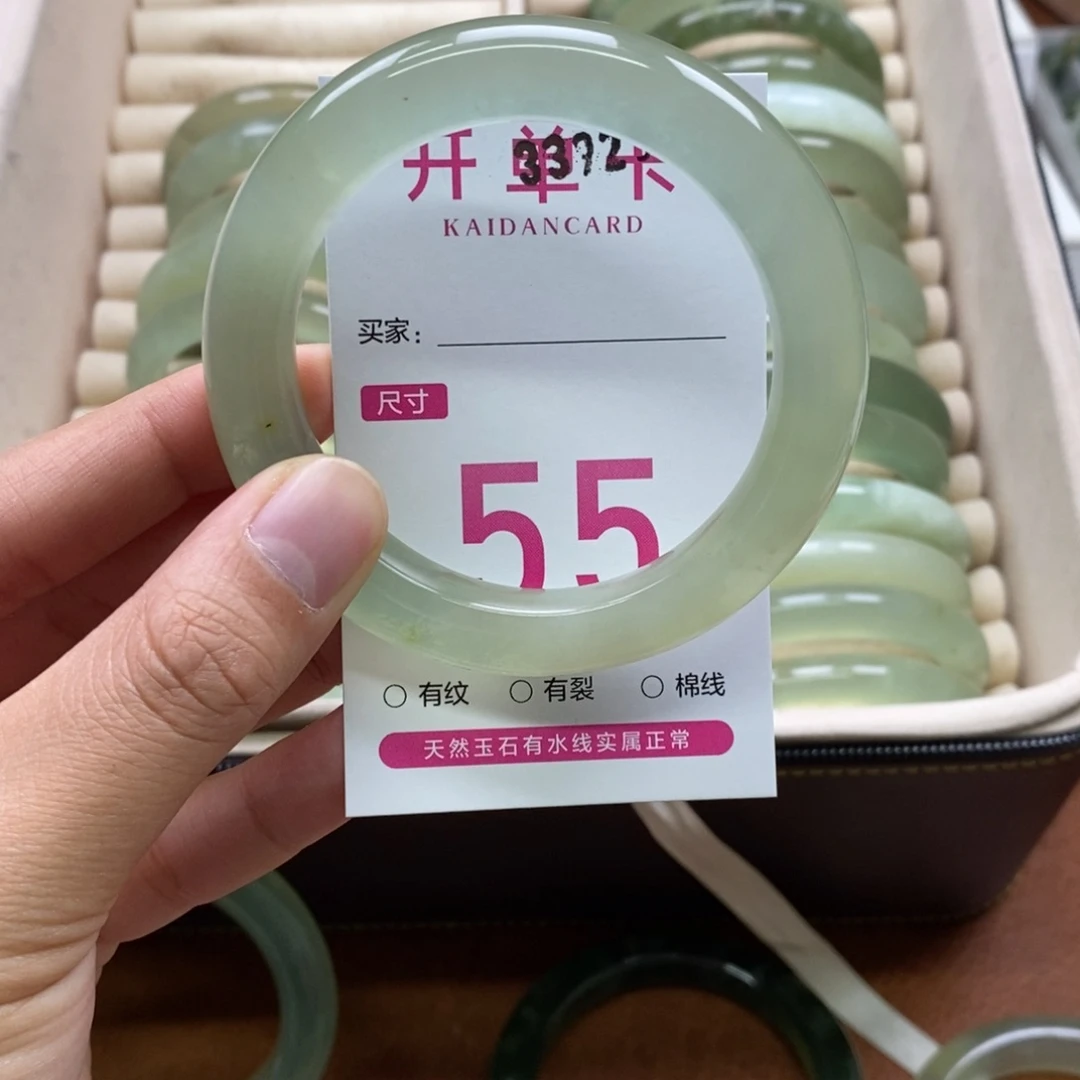 开单卡
3372
KAIDANCARD
买家：
尺寸
55
○ 有纹 ○ 有裂 ○ 棉线
天然玉石有水线实属正常